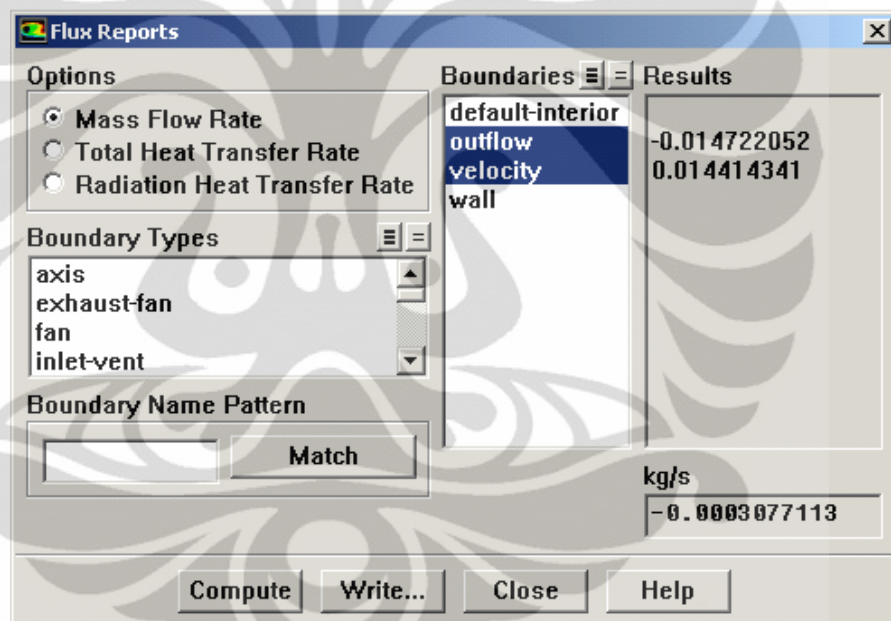 Flux Reports
Options
Mass Flow Rate
Total Heat Transfer Rate
Radiation Heat Transfer Rate
Boundary Types
axis
exhaust-fan
fan
inlet-vent
Boundary Name Pattern
Match
Boundaries
default-interior
outflow
velocity
wall
Results
-0.014722052
0.014414341
kg/s
-0.0003077113
Compute Write... Close Help